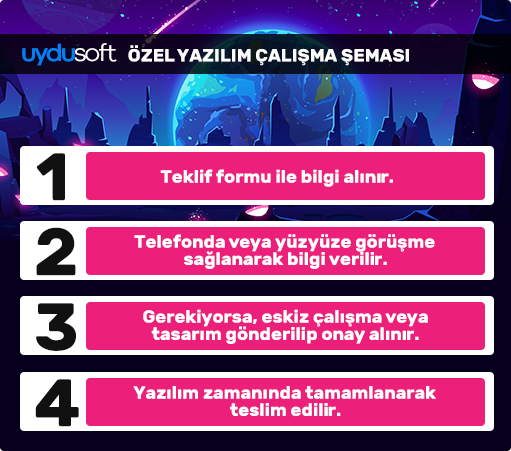 uydusoft ÖZEL YAZILIM ÇALIŞMA ŞEMASI
1 Teklif formu ile bilgi alınır.
2 Telefonda veya yüzyüze görüşme
sağlanarak bilgi verilir.
3 Gerekiyorsa, eskiz çalışma veya
tasarım gönderilip onay alınır.
4 Yazılım zamanında tamamlanarak
teslim edilir.